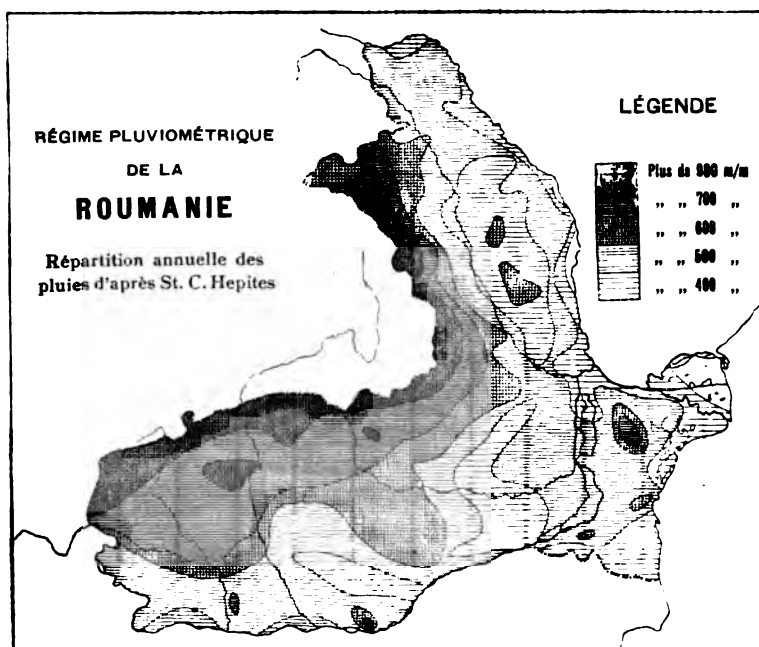 RÉGIME PLUVIOMÉTRIQUE
DE LA
ROUMANIE
Répartition annuelle des
pluies d'après St. C. Hepites
LÉGENDE
Plus de 900 m/m
„ „ 700 „
„ „ 600 „
„ „ 500 „
„ „ 400 „